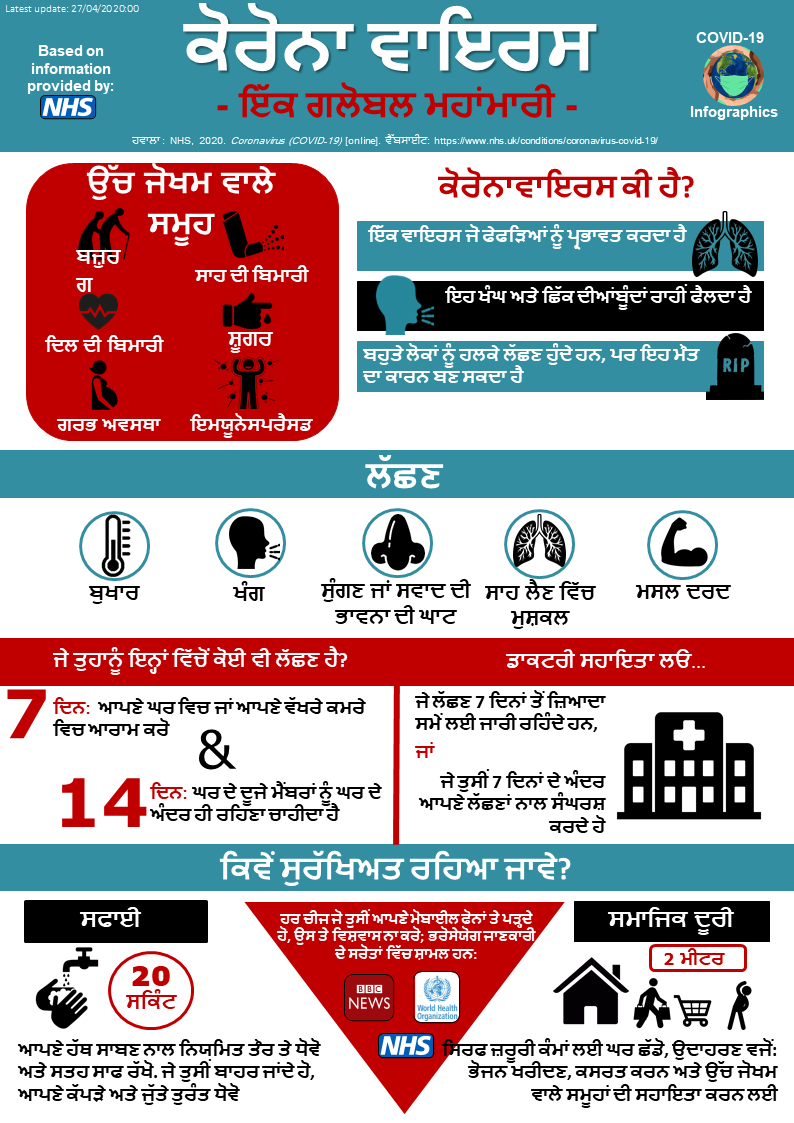 Latest update: 27/04/2020:00
Based on
information
provided by:
NHS
ਕੋਰੋਨਾ ਵਾਇਰਸ
- ਇੱਕ ਗਲੋਬਲ ਮਹਾਂਮਾਰੀ -
COVID-19
Infographics
ਹਵਾਲਾ : NHS, 2020. Coronavirus (COVID-19) [online]. ਵੈੱਬਸਾਈਟ: https://www.nhs.uk/conditions/coronavirus-covid-19/
ਉੱਚ ਜੋਖਮ ਵਾਲੇ
ਸਮੂਹ
ਬਜ਼ੁਰ
ਗ
ਸਾਹ ਦੀ ਬਿਮਾਰੀ
ਦਿਲ ਦੀ ਬਿਮਾਰੀ
ਸ਼ੂਗਰ
ਗਰਭ ਅਵਸਥਾ
ਇਮਯੂਨੋਸਪਰੈਸਡ
ਕੋਰੋਨਾਵਾਇਰਸ ਕੀ ਹੈ?
ਇੱਕ ਵਾਇਰਸ ਜੋ ਫੇਫੜਿਆਂ ਨੂੰ ਪ੍ਰਭਾਵਤ ਕਰਦਾ ਹੈ
ਇਹ ਖੰਘ ਅਤੇ ਛਿੱਕ ਦੀਆਂਬੂੰਦਾਂ ਰਾਹੀਂ ਫੈਲਦਾ ਹੈ
ਬਹੁਤੇ ਲੋਕਾਂ ਨੂੰ ਹਲਕੇ ਲੱਛਣ ਹੁੰਦੇ ਹਨ, ਪਰ ਇਹ ਮੌਤ
ਦਾ ਕਾਰਨ ਬਣ ਸਕਦਾ ਹੈ
RIP
ਲੱਛਣ
ਬੁਖਾਰ
ਖੰਗ
ਸੁੰਗਣ ਜਾਂ ਸਵਾਦ ਦੀ
ਭਾਵਨਾ ਦੀ ਘਾਟ
ਸਾਹ ਲੈਣ ਵਿੱਚ
ਮੁਸ਼ਕਲ
ਮਸਲ ਦਰਦ
ਜੇ ਤੁਹਾਨੂੰ ਇਨ੍ਹਾਂ ਵਿੱਚੋਂ ਕੋਈ ਵੀ ਲੱਛਣ ਹੈ?
7 ਦਿਨ: ਆਪਣੇ ਘਰ ਵਿਚ ਜਾਂ ਆਪਣੇ ਵੱਖਰੇ ਕਮਰੇ
ਵਿਚ ਆਰਾਮ ਕਰੋ
&
14 ਦਿਨ: ਘਰ ਦੇ ਦੂਜੇ ਮੈਂਬਰਾਂ ਨੂੰ ਘਰ ਦੇ
ਅੰਦਰ ਹੀ ਰਹਿਣਾ ਚਾਹੀਦਾ ਹੈ
ਡਾਕਟਰੀ ਸਹਾਇਤਾ ਲਓ...
ਜੇ ਲੱਛਣ 7 ਦਿਨਾਂ ਤੋਂ ਜ਼ਿਆਦਾ
ਸਮੇਂ ਲਈ ਜਾਰੀ ਰਹਿੰਦੇ ਹਨ,
ਜਾਂ
ਜੇ ਤੁਸੀਂ 7 ਦਿਨਾਂ ਦੇ ਅੰਦਰ
ਆਪਣੇ ਲੱਛਣਾਂ ਨਾਲ ਸੰਘਰਸ਼
ਕਰਦੇ ਹੋ
ਕਿਵੇਂ ਸੁਰੱਖਿਅਤ ਰਹਿਆ ਜਾਵੇ?
ਸਫਾਈ
20
ਸਕਿੰਟ
ਆਪਣੇ ਹੱਥ ਸਾਬਣ ਨਾਲ ਨਿਯਮਿਤ ਤੌਰ ਤੇ ਧੋਵੋ
ਅਤੇ ਸਤਹ ਸਾਫ ਰੱਖੋ. ਜੇ ਤੁਸੀਂ ਬਾਹਰ ਜਾਂਦੇ ਹੋ,
ਆਪਣੇ ਕੱਪੜੇ ਅਤੇ ਜੁੱਤੇ ਤੁਰੰਤ ਧੋਵੋ
ਹਰ ਚੀਜ ਜੋ ਤੁਸੀਂ ਆਪਣੇ ਮੋਬਾਈਲ ਫੋਨਾਂ ਤੇ ਪੜ੍ਹਦੇ
ਹੋ, ਉਸ ਤੇ ਵਿਸ਼ਵਾਸ ਨਾ ਕਰੋ; ਭਰੋਸੇਯੋਗ ਜਾਣਕਾਰੀ
ਦੇ ਸਰੋਤਾਂ ਵਿੱਚ ਸ਼ਾਮਲ ਹਨ:
BBC
NEWS
World Health
Organization
NHS
ਸਮਾਜਿਕ ਦੂਰੀ
2 ਮੀਟਰ
ਸਿਰਫ ਜ਼ਰੂਰੀ ਕੰਮਾਂ ਲਈ ਘਰ ਛੱਡੋ, ਉਦਾਹਰਣ ਵਜੋਂ:
ਭੋਜਨ ਖਰੀਦਣ, ਕਸਰਤ ਕਰਨ ਅਤੇ ਉੱਚ ਜੋਖਮ
ਵਾਲੇ ਸਮੂਹਾਂ ਦੀ ਸਹਾਇਤਾ ਕਰਨ ਲਈ